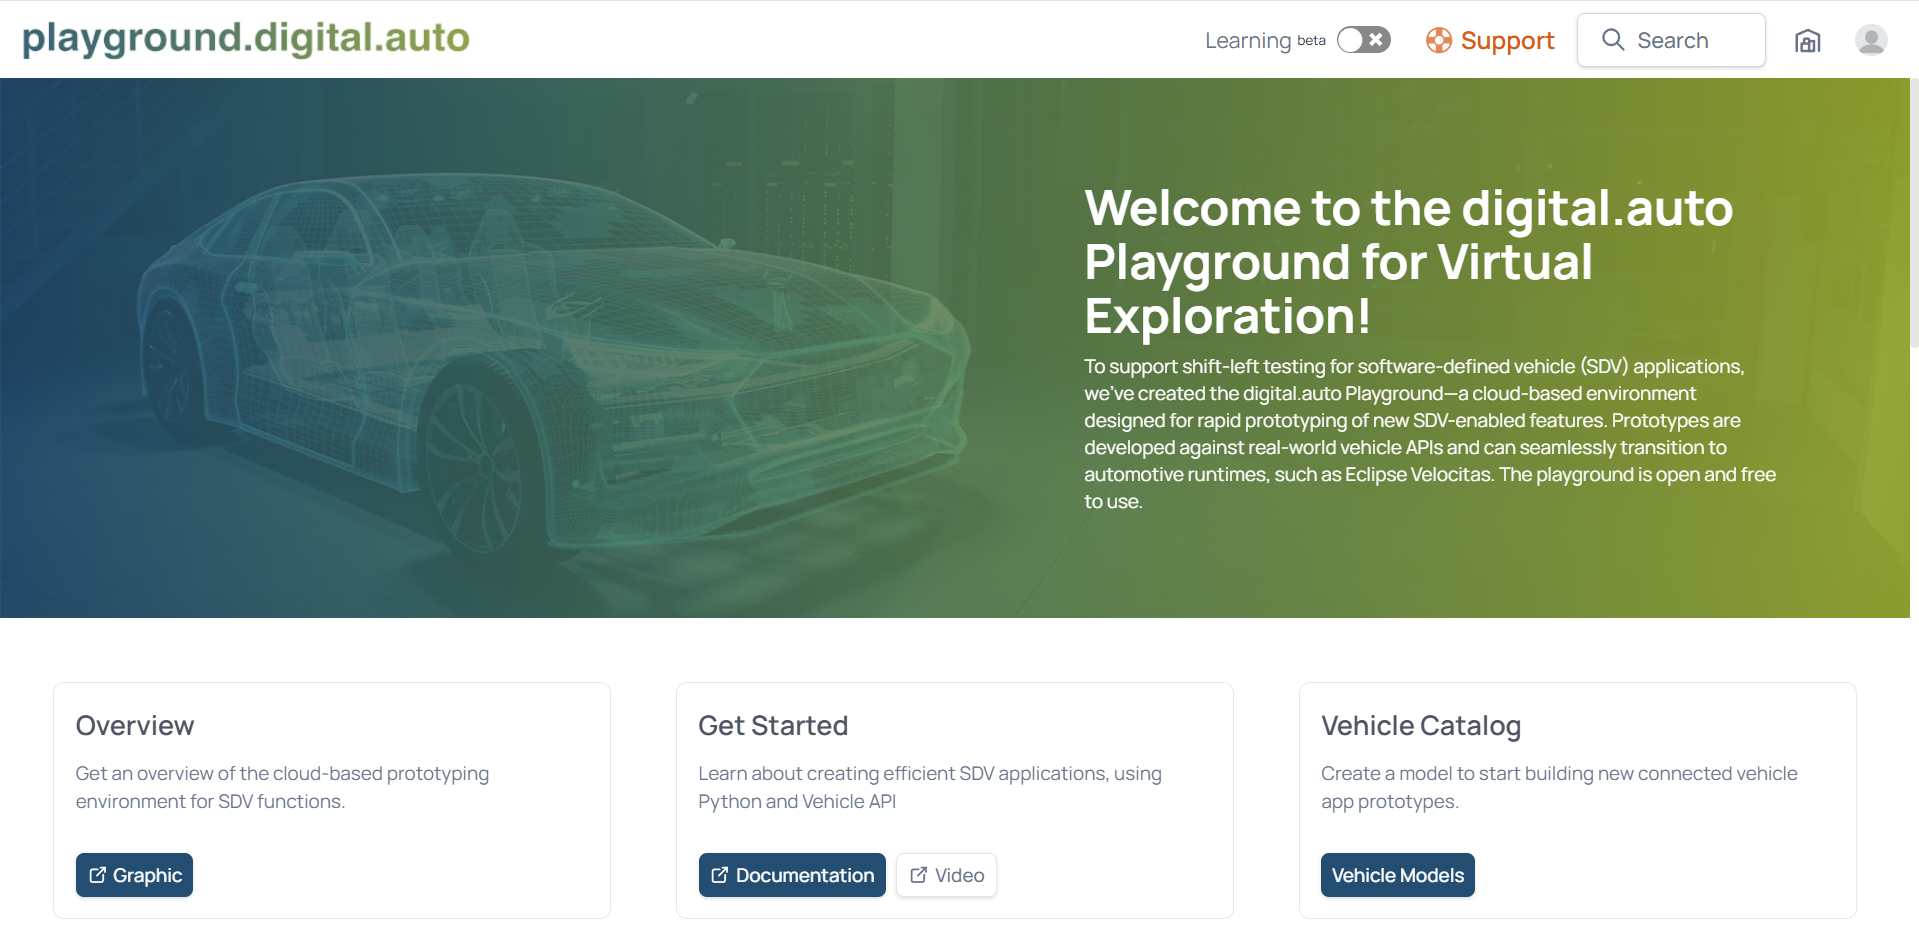 playground.digital.auto
Learning beta
Support
Search
Welcome to the digital.auto
Playground for Virtual
Exploration!
To support shift-left testing for software-defined vehicle (SDV) applications,
we've created the digital.auto Playground—a cloud-based environment
designed for rapid prototyping of new SDV-enabled features. Prototypes are
developed against real-world vehicle APIs and can seamlessly transition to
automotive runtimes, such as Eclipse Velocitas. The playground is open and free
to use.
Overview
Get an overview of the cloud-based prototyping
environment for SDV functions.
Graphic
Get Started
Learn about creating efficient SDV applications, using
Python and Vehicle API
Documentation
Video
Vehicle Catalog
Create a model to start building new connected vehicle
app prototypes.
Vehicle Models